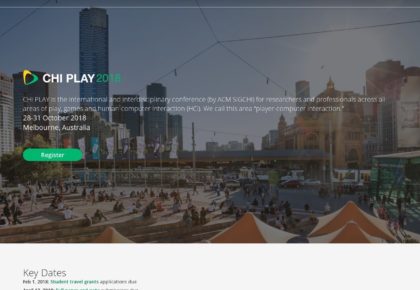 CHI PLAY 2018
CHI PLAY is the international and interdisciplinary conference (by ACM SIGCHI) for researchers and professionals across all
areas of play, games and human-computer interaction (HCI). We call this area "player-computer interaction."
28-31 October 2018
Melbourne, Australia
Register
Key Dates
Feb 1, 2018: Student travel grants applications due